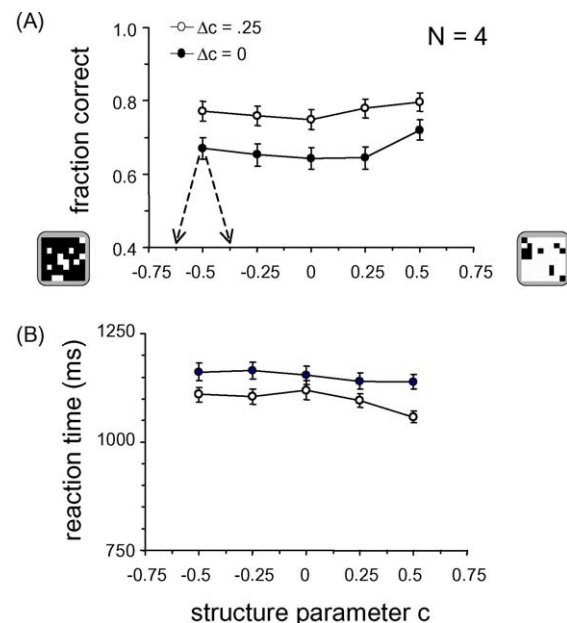 (A)
N = 4
Δc = .25
Δc = 0
fraction correct
1.0
0.8
0.6
0.4
-0.75 -0.5 -0.25 0 0.25 0.5 0.75
(B)
reaction time (ms)
1250
1000
750
-0.75 -0.5 -0.25 0 0.25 0.5 0.75
structure parameter c